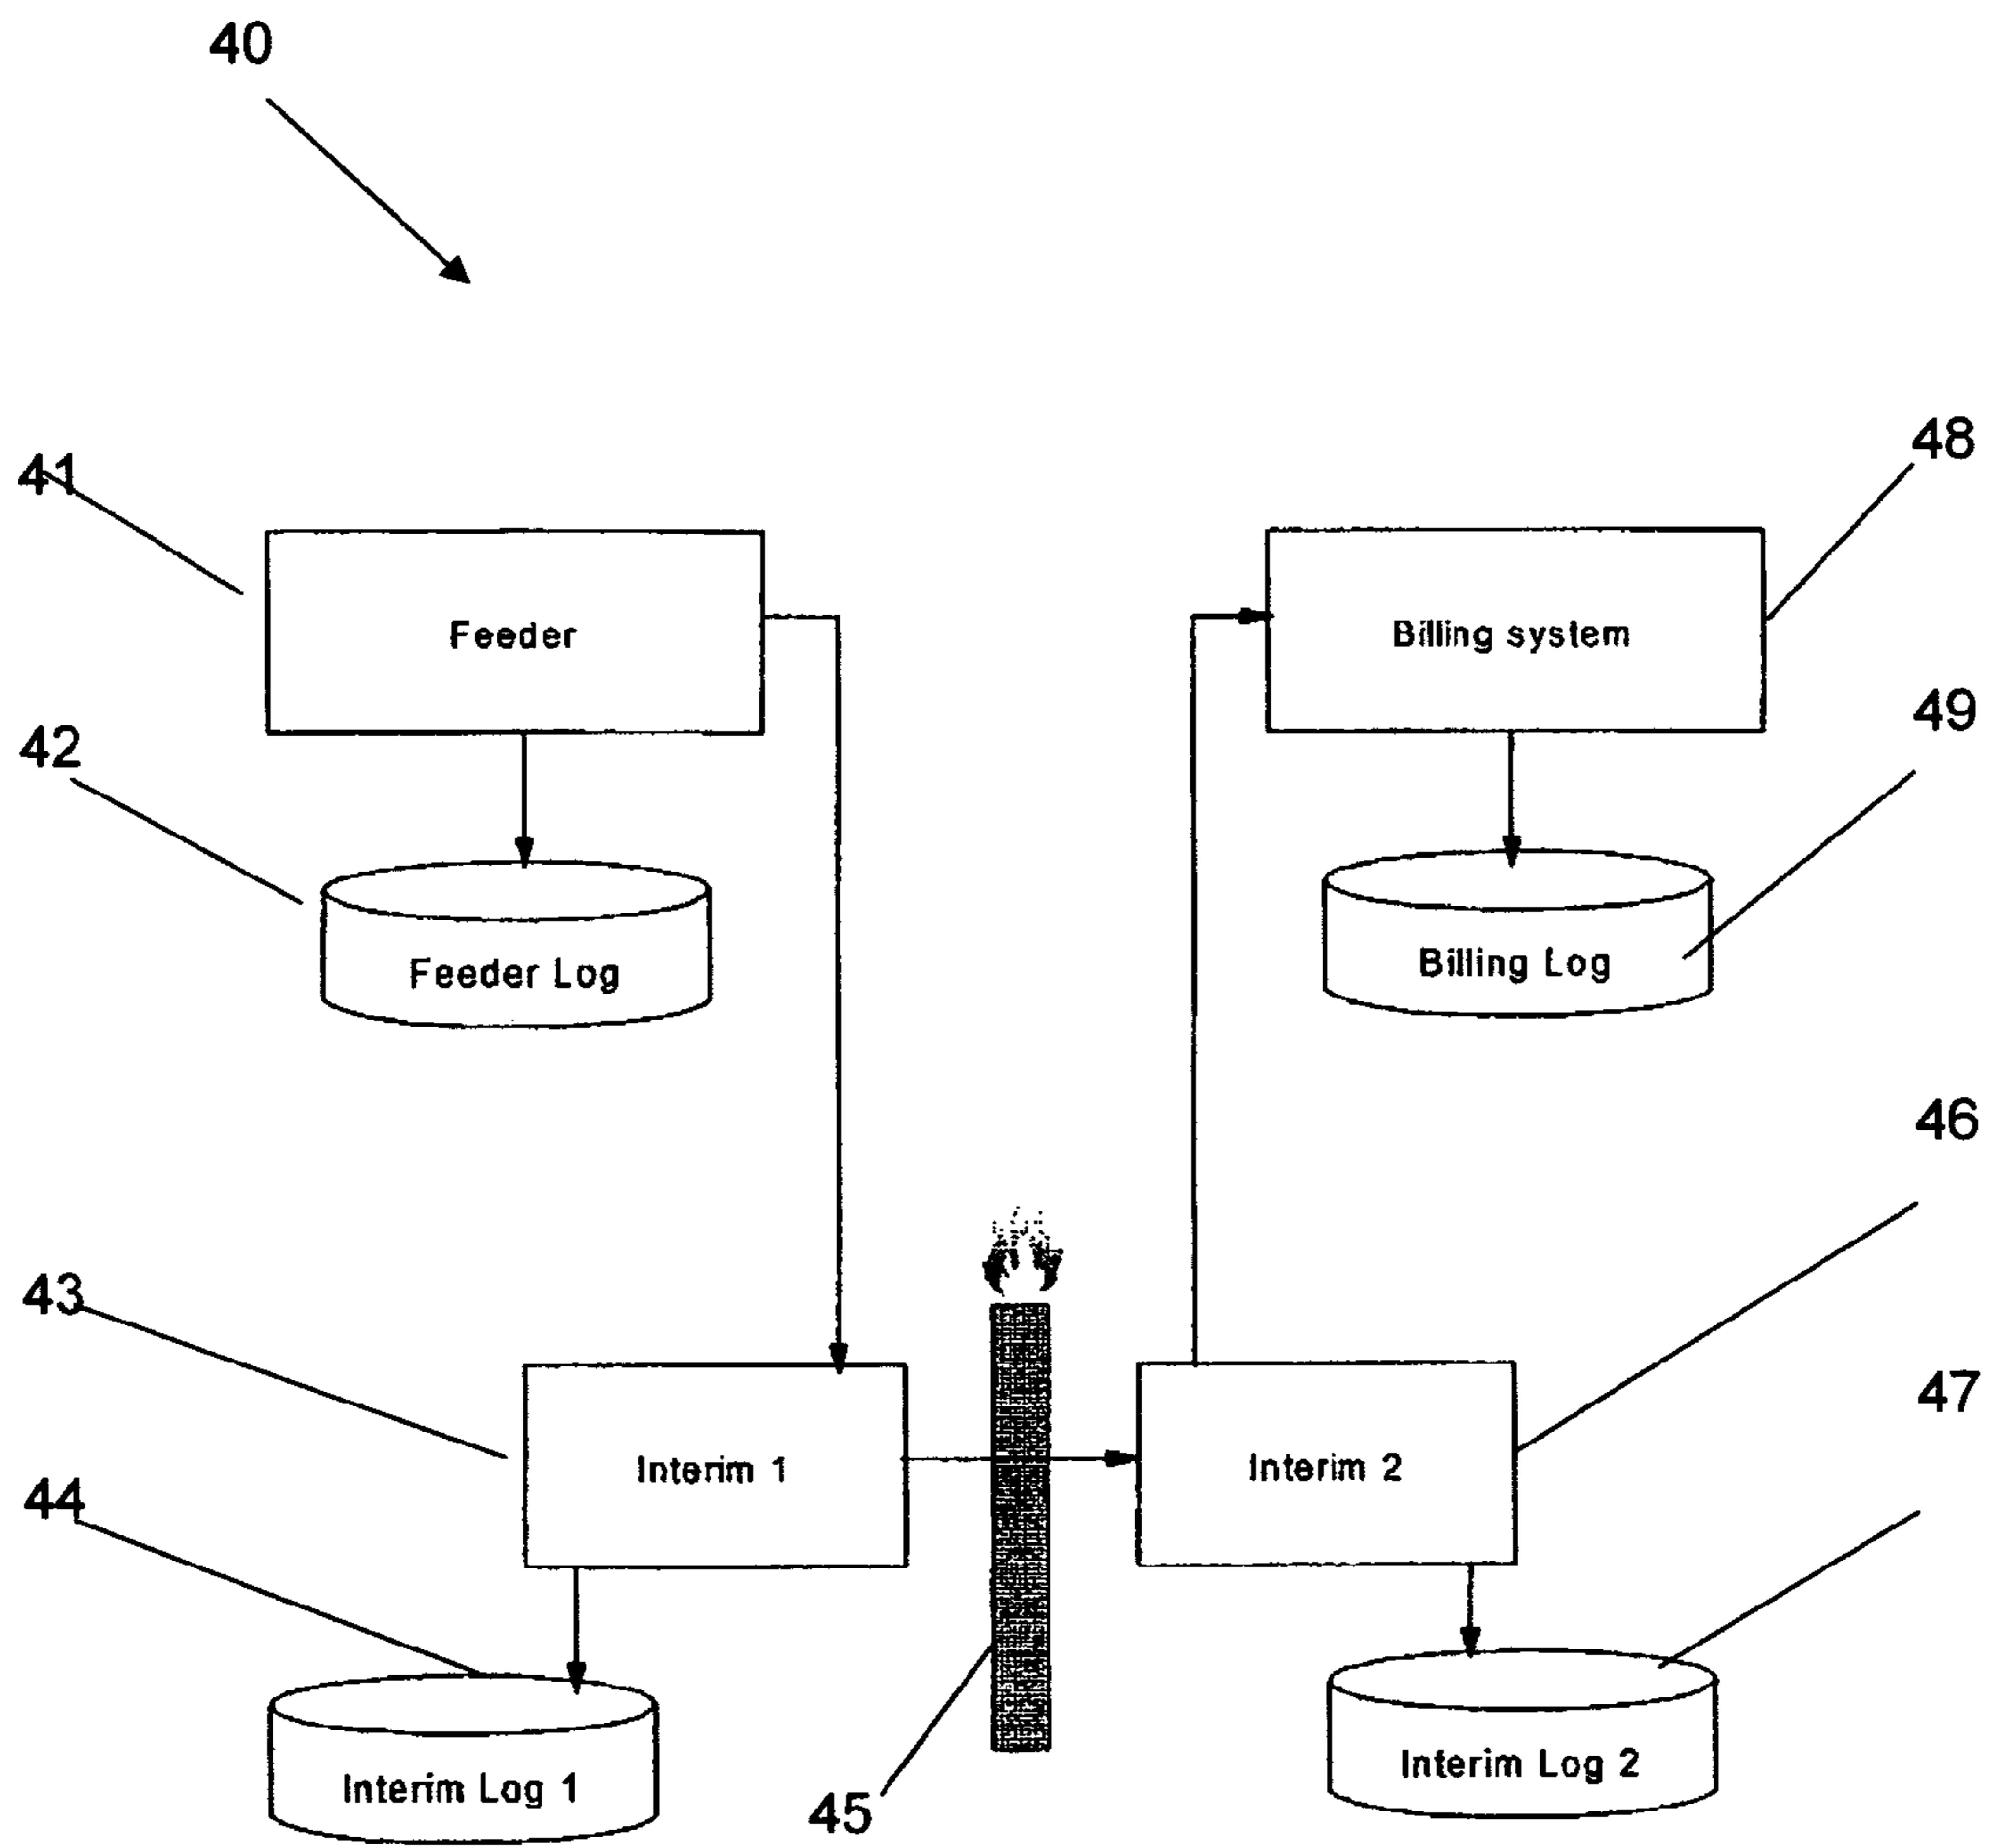 40
41
48
Feeder
Billing system
42
49
Feeder Log
Billing Log
46
43
47
Interim 1
Interim 2
44
Interim Log 1
45
Interim Log 2